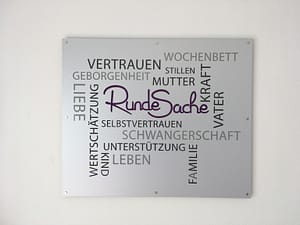 WOCHENBETT
VERTRAUEN
STILLEN
GEBORGENHEIT
MUTTER
KRAFT
LIEBE
RundeSache
VATER
WERTSCHÄTZUNG
SELBSTVERTRAUEN
SCHWANGERSCHAFT
UNTERSTÜTZUNG
KIND
LEBEN
FAMILIE